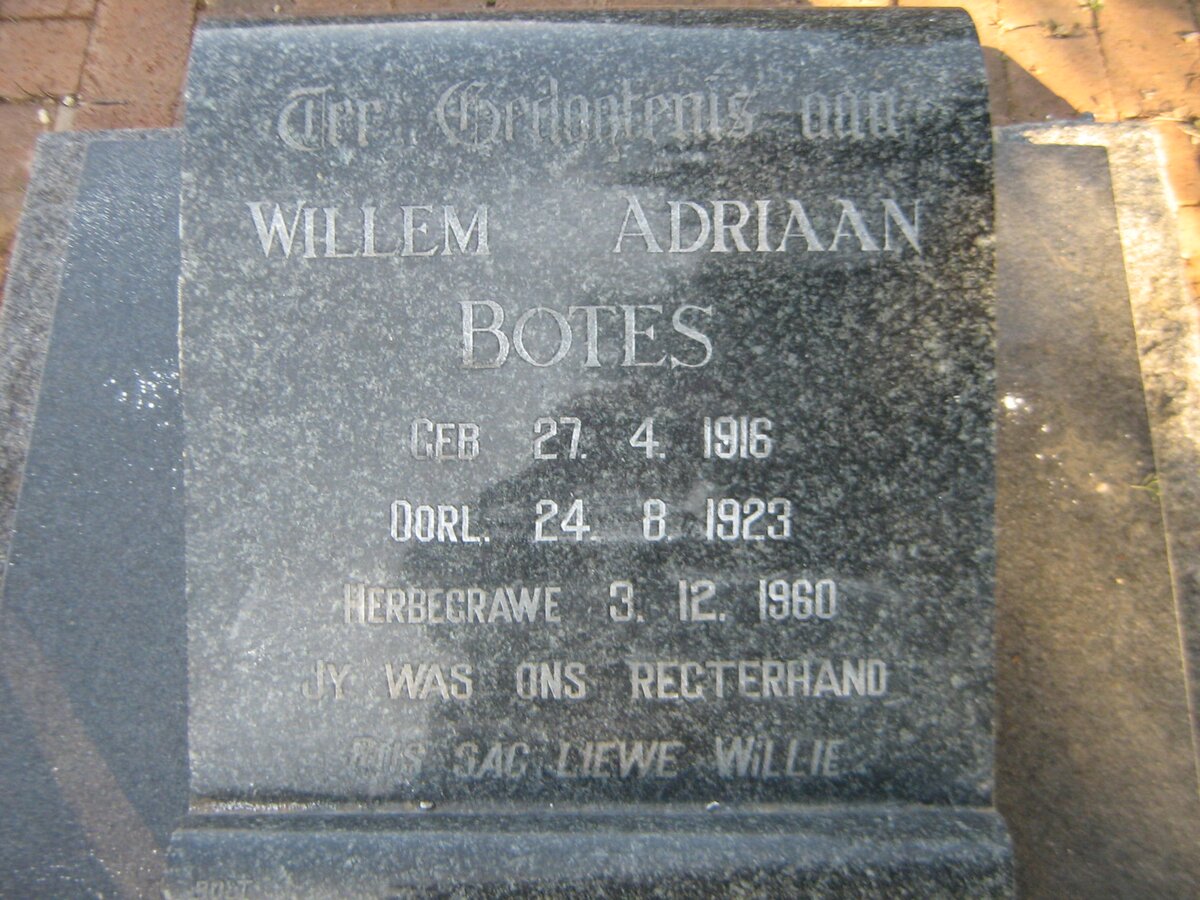 Ter Gedagtenis aan
WILLEM ADRIAAN
BOTES
GEB 27. 4. 1916
OORL. 24. 8. 1923
HERBEGRAWE 3. 12. 1960
JY WAS ONS REGTERHAND
RUS SAG LIEWE WILLIE